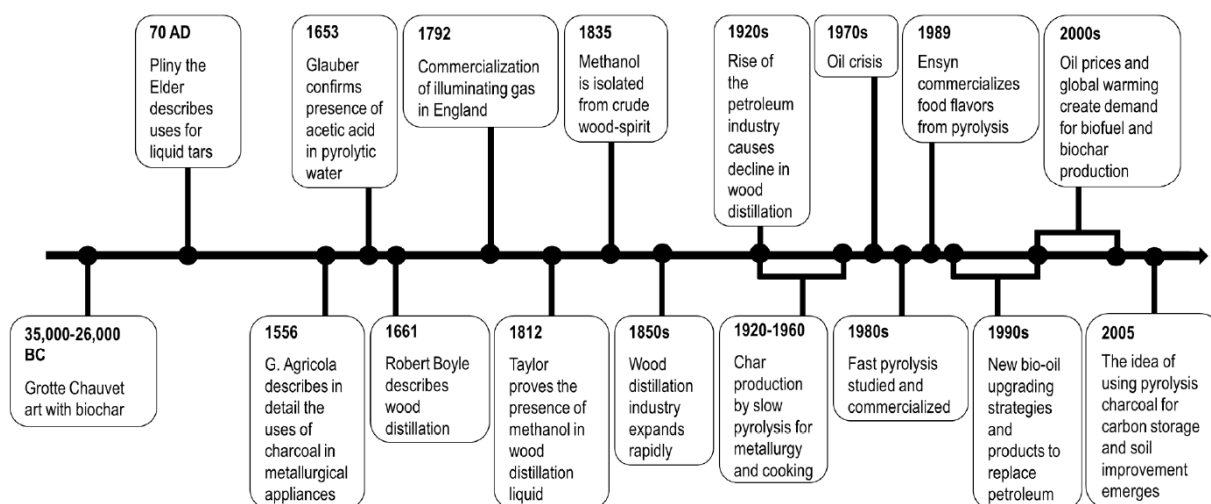 70 AD
Pliny the
Elder
describes
uses for
liquid tars
1653
Glauber
confirms
presence of
acetic acid
in pyrolytic
water
1792
Commercialization
of illuminating gas
in England
1835
Methanol
is isolated
from crude
wood-spirit
1920s
Rise of
the
petroleum
industry
causes
decline in
wood
distillation
1970s
Oil crisis
1989
Ensyn
commercializes
food flavors
from pyrolysis
2000s
Oil prices and
global warming
create demand
for biofuel and
biochar
production
35,000-26,000
BC
Grotte Chauvet
art with biochar
1556
G. Agricola
describes in
detail the
uses of
charcoal in
metallurgical
appliances
1661
Robert Boyle
describes
wood
distillation
1812
Taylor
proves the
presence of
methanol in
wood
distillation
liquid
1850s
Wood
distillation
industry
expands
rapidly
1920-1960
Char
production
by slow
pyrolysis for
metallurgy
and cooking
1980s
Fast pyrolysis
studied and
commercialized
1990s
New bio-oil
upgrading
strategies
and
products to
replace
petroleum
2005
The idea of
using pyrolysis
charcoal for
carbon storage
and soil
improvement
emerges